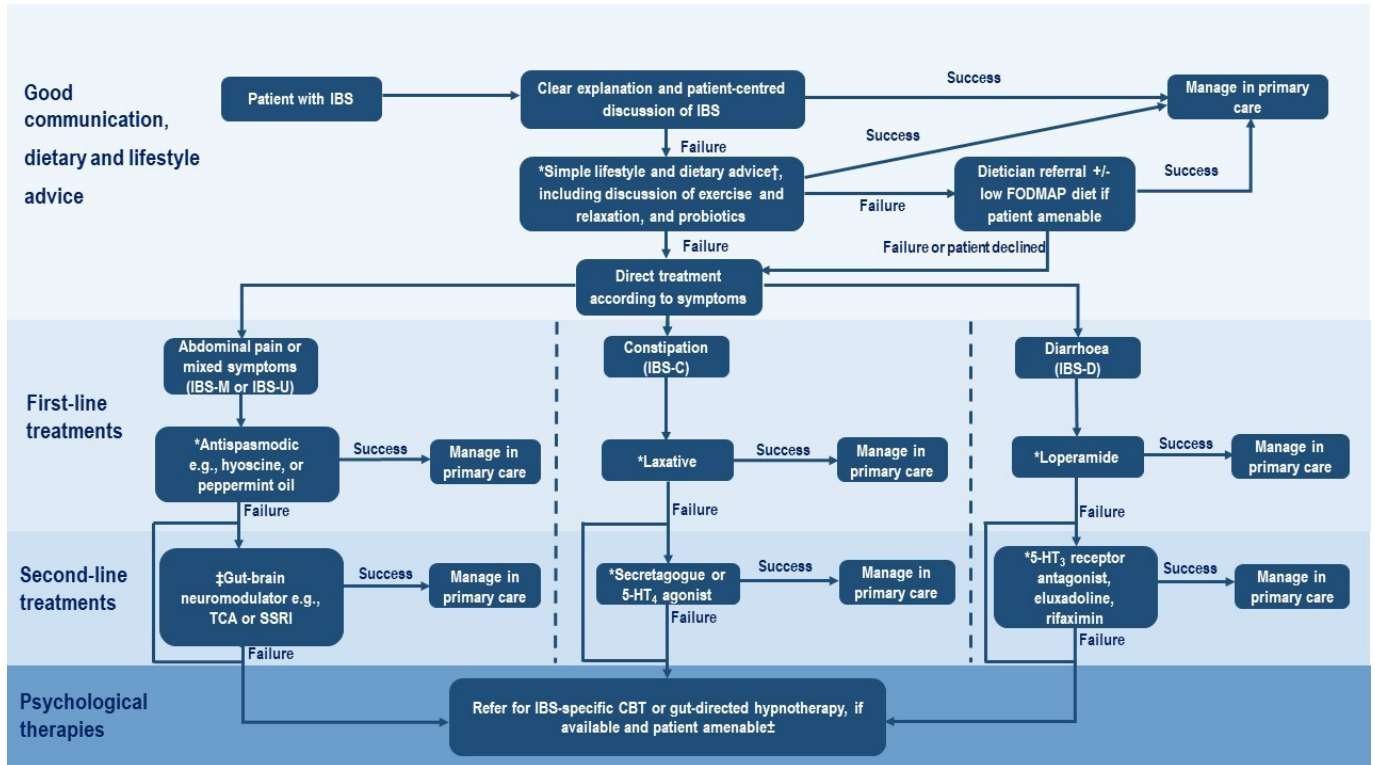 Good
communication,
dietary and lifestyle
advice
Patient with IBS
Clear explanation and patient-centred
discussion of IBS
Success
Manage in primary
care
Failure
Success
*Simple lifestyle and dietary advice†,
including discussion of exercise and
relaxation, and probiotics
Failure
Dietician referral +/-
low FODMAP diet if
patient amenable
Success
Failure
Failure or patient declined
Direct treatment
according to symptoms
First-line
treatments
Abdominal pain or
mixed symptoms
(IBS-M or IBS-U)
*Antispasmodic
e.g., hyoscine, or
peppermint oil
Success
Manage in
primary care
Failure
Constipation
(IBS-C)
*Laxative
Success
Manage in
primary care
Failure
Diarrhoea
(IBS-D)
*Loperamide
Success
Manage in
primary care
Failure
Second-line
treatments
‡Gut-brain
neuromodulator e.g.,
TCA or SSRI
Success
Manage in
primary care
Failure
*Secretagogue or
5-HT₄ agonist
Success
Manage in
primary care
Failure
*5-HT₃ receptor
antagonist,
eluxadoline,
rifaximin
Success
Manage in
primary care
Failure
Psychological
therapies
Refer for IBS-specific CBT or gut-directed hypnotherapy, if
available and patient amenable‡